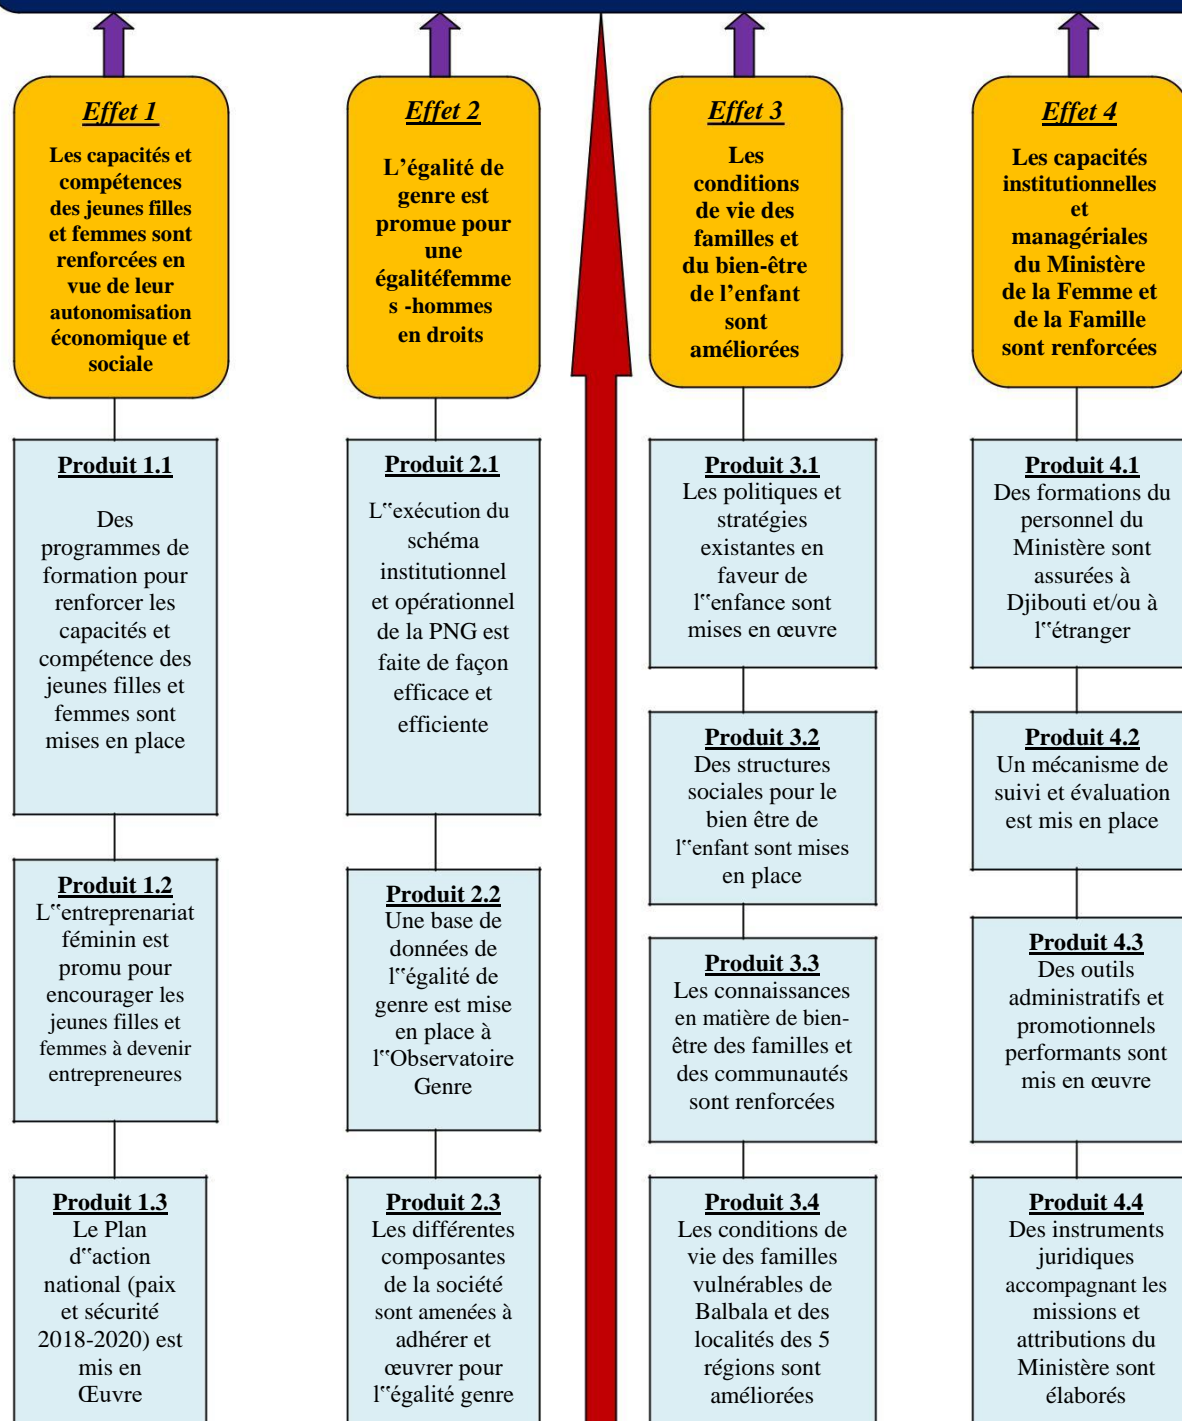 Effet 1
Les capacités et
compétences
des jeunes filles
et femmes sont
renforcées en
vue de leur
autonomisation
économique et
sociale
Produit 1.1
Des
programmes de
formation pour
renforcer les
capacités et
compétence des
jeunes filles et
femmes sont
mises en place
Produit 1.2
L‟entreprenariat
féminin est
promu pour
encourager les
jeunes filles et
femmes à devenir
entrepreneures
Produit 1.3
Le Plan
d‟action
national (paix
et sécurité
2018-2020) est
mis en
Œuvre
Effet 2
L’égalité de
genre est
promue pour
une
égalitéfemme
s -hommes
en droits
Produit 2.1
L‟exécution du
schéma
institutionnel
et opérationnel
de la PNG est
faite de façon
efficace et
efficiente
Produit 2.2
Une base de
données de
l‟égalité de
genre est mise
en place à
l‟Observatoire
Genre
Produit 2.3
Les différentes
composantes
de la société
sont amenées à
adhérer et
œuvrer pour
l‟égalité genre
Effet 3
Les
conditions
de vie des
familles et
du bien-être
de l’enfant
sont
améliorées
Produit 3.1
Les politiques et
stratégies
existantes en
faveur de
l‟enfance sont
mises en œuvre
Produit 3.2
Des structures
sociales pour le
bien être de
l‟enfant sont mises
en place
Produit 3.3
Les connaissances
en matière de bien-
être des familles et
des communautés
sont renforcées
Produit 3.4
Les conditions de
vie des familles
vulnérables de
Balbala et des
localités des 5
régions sont
améliorées
Effet 4
Les capacités
institutionnelles
et
managériales
du Ministère
de la Femme et
de la Famille
sont renforcées
Produit 4.1
Des formations du
personnel du
Ministère sont
assurées à
Djibouti et/ou à
l‟étranger
Produit 4.2
Un mécanisme de
suivi et évaluation
est mis en place
Produit 4.3
Des outils
administratifs et
promotionnels
performants sont
mis en œuvre
Produit 4.4
Des instruments
juridiques
accompagnant les
missions et
attributions du
Ministère sont
élaborés